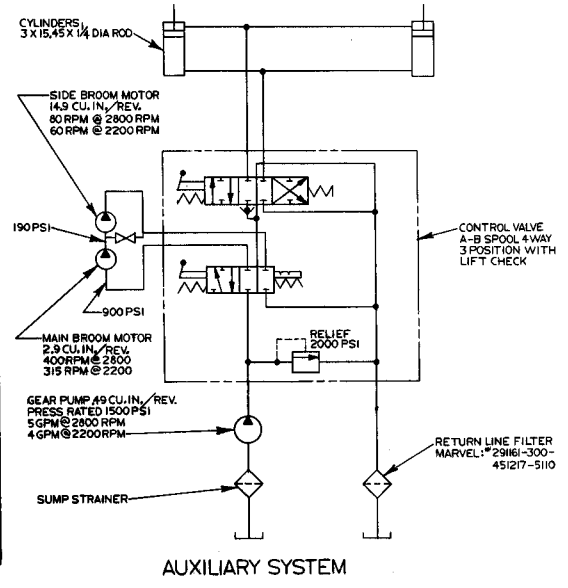 CYLINDERS,
3 X 15.45 X 1 1/4 DIA ROD
SIDE BROOM MOTOR
14.9 CU. IN./REV.
80 RPM @ 2800 RPM
60 RPM @ 2200 RPM
190 PSI
CONTROL VALVE
A-B SPOOL 4 WAY
3 POSITION WITH
LIFT CHECK
900 PSI
MAIN BROOM MOTOR
2.9 CU. IN./REV.
400 RPM @ 2800
315 RPM @ 2200
RELIEF
2000 PSI
GEAR PUMP .49 CU. IN./REV.
PRESS. RATED 1500 PSI
5 GPM @ 2800 RPM
4 GPM @ 2200 RPM
RETURN LINE FILTER
MARVEL: #291161-300-
451217-5110
SUMP STRAINER
AUXILIARY SYSTEM